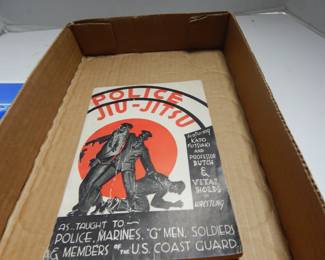 POLICE
JIU-JITSU
featuring
KATO
FUTSIAKI
AND
PROFESSOR
BUTCH
&
VITAL
HOLDS
IN
WRESTLING
AS... TAUGHT TO—
POLICE, MARINES, "G" MEN, SOLDIERS
& MEMBERS OF THE U.S. COAST GUARD